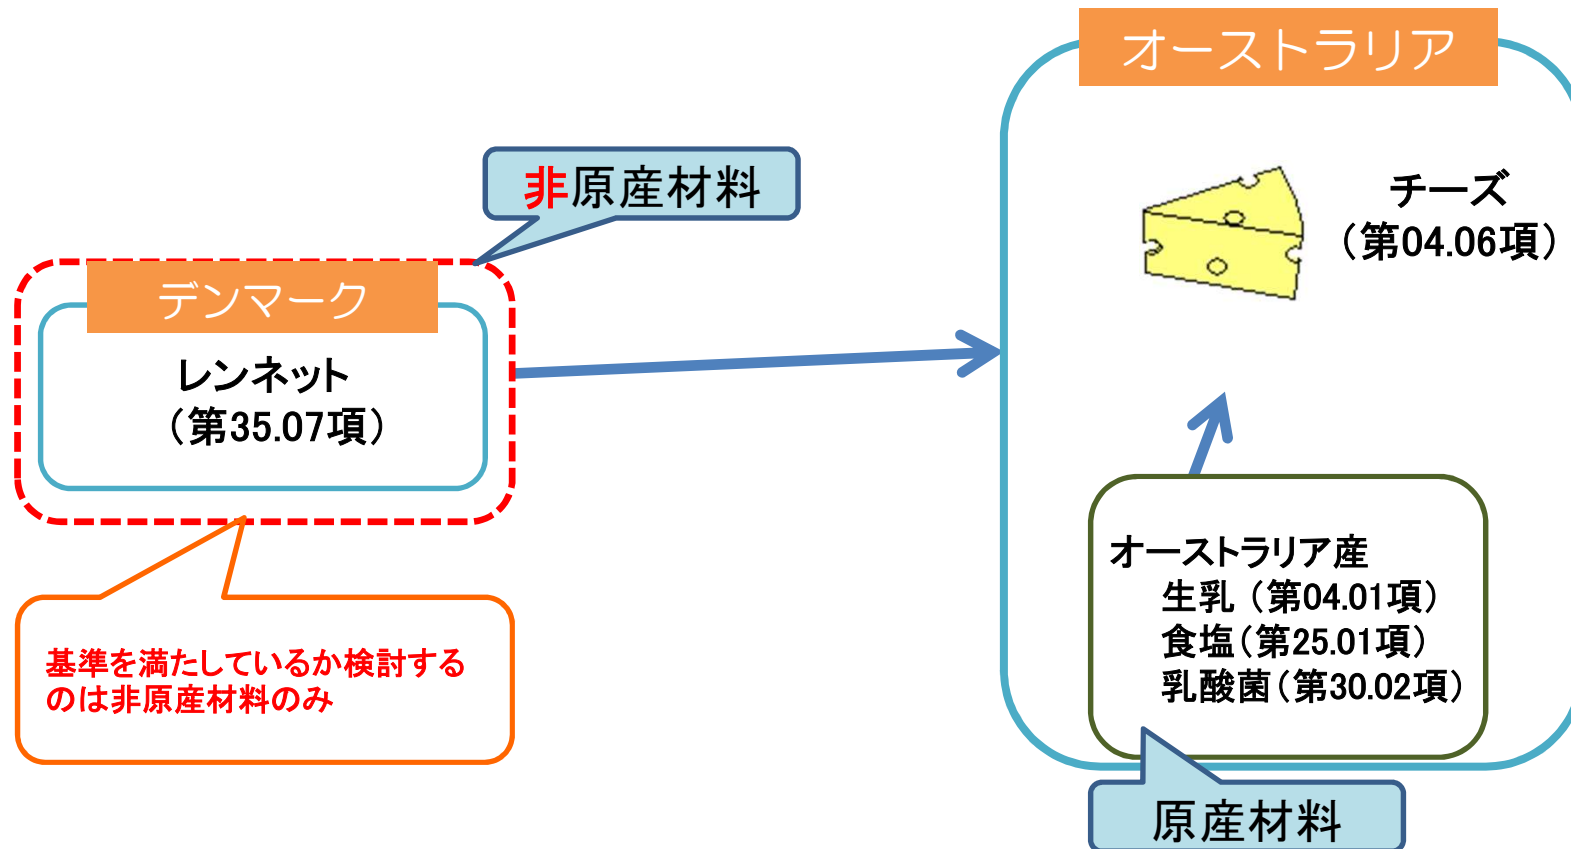 オーストラリア
非原産材料
チーズ
（第04.06項）
デンマーク
レンネット
（第35.07項）
オーストラリア産
生乳（第04.01項）
食塩（第25.01項）
乳酸菌（第30.02項）
基準を満たしているか検討する
のは非原産材料のみ
原産材料